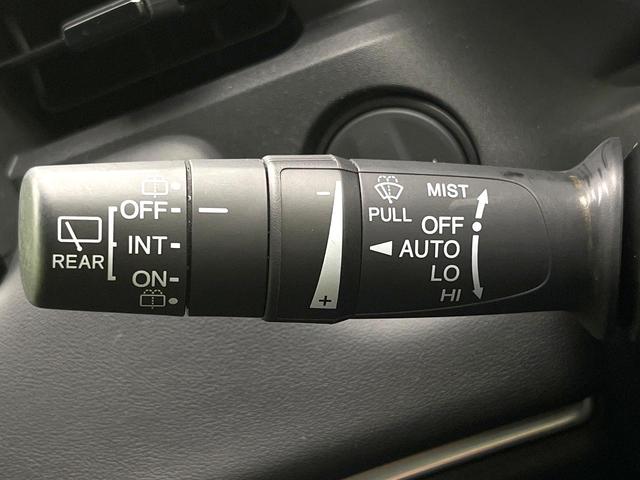 REAR
OFF
INT
ON
−
+
PULL
MIST
OFF
AUTO
LO
HI